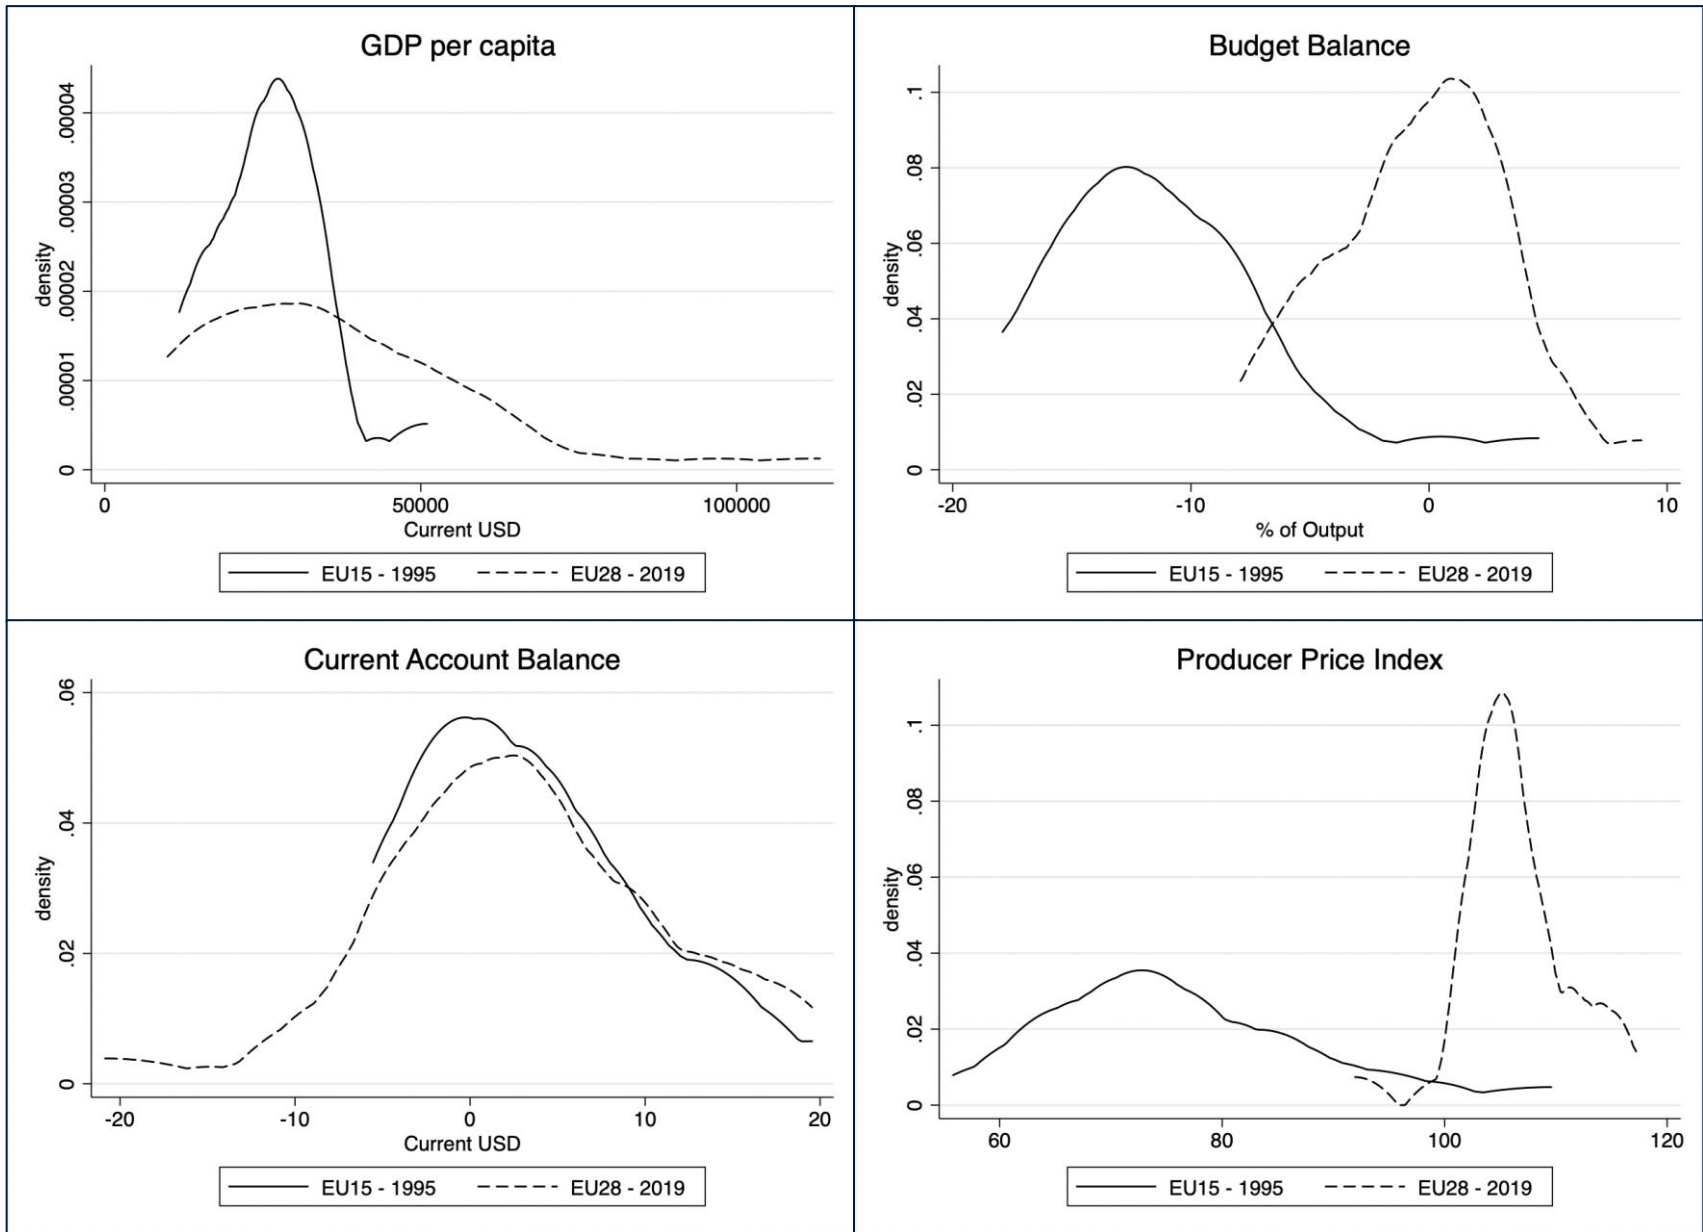 GDP per capita
density
0
.00001
.00002
.00003
.00004
0
50000
100000
Current USD
EU15 - 1995
EU28 - 2019
Budget Balance
density
0
.02
.04
.06
.08
.1
-20
-10
0
10
% of Output
EU15 - 1995
EU28 - 2019
Current Account Balance
density
0
.02
.04
.06
-20
-10
0
10
20
Current USD
EU15 - 1995
EU28 - 2019
Producer Price Index
density
0
.02
.04
.06
.08
.1
60
80
100
120
EU15 - 1995
EU28 - 2019